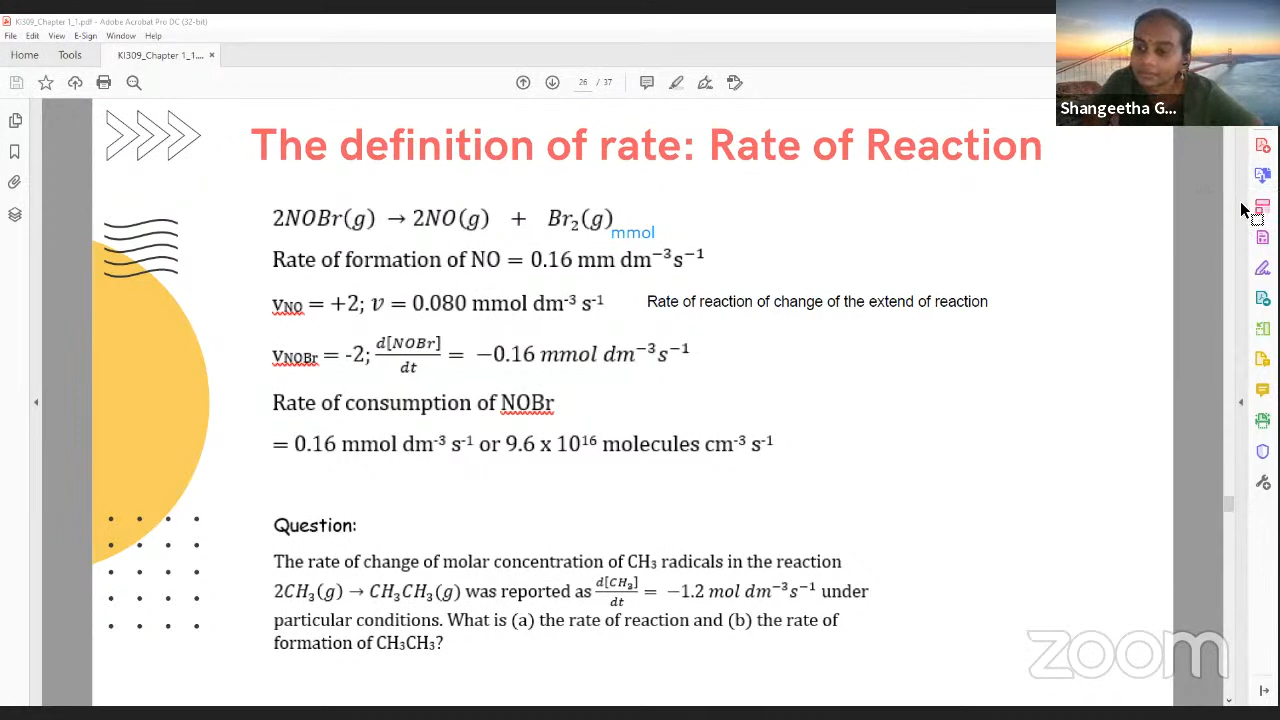 KI309_Chapter 1_1.pdf - Adobe Acrobat Pro DC (32-bit)
File Edit View E-Sign Window Help
Home Tools KI309_Chapter 1_1.... ×
26 / 37
Shangeetha G...
The definition of rate: Rate of Reaction
2NOBr(g) → 2NO(g) + Br₂(g)
mmol
Rate of formation of NO = 0.16 mm dm⁻³s⁻¹
vNO = +2; v = 0.080 mmol dm⁻³ s⁻¹ Rate of reaction of change of the extend of reaction
vNOBr = -2; d[NOBr]/dt = −0.16 mmol dm⁻³s⁻¹
Rate of consumption of NOBr
= 0.16 mmol dm⁻³ s⁻¹ or 9.6 x 10¹⁶ molecules cm⁻³ s⁻¹
Question:
The rate of change of molar concentration of CH₃ radicals in the reaction
2CH₃(g) → CH₃CH₃(g) was reported as d[CH₃]/dt = −1.2 mol dm⁻³s⁻¹ under
particular conditions. What is (a) the rate of reaction and (b) the rate of
formation of CH₃CH₃?
zoom